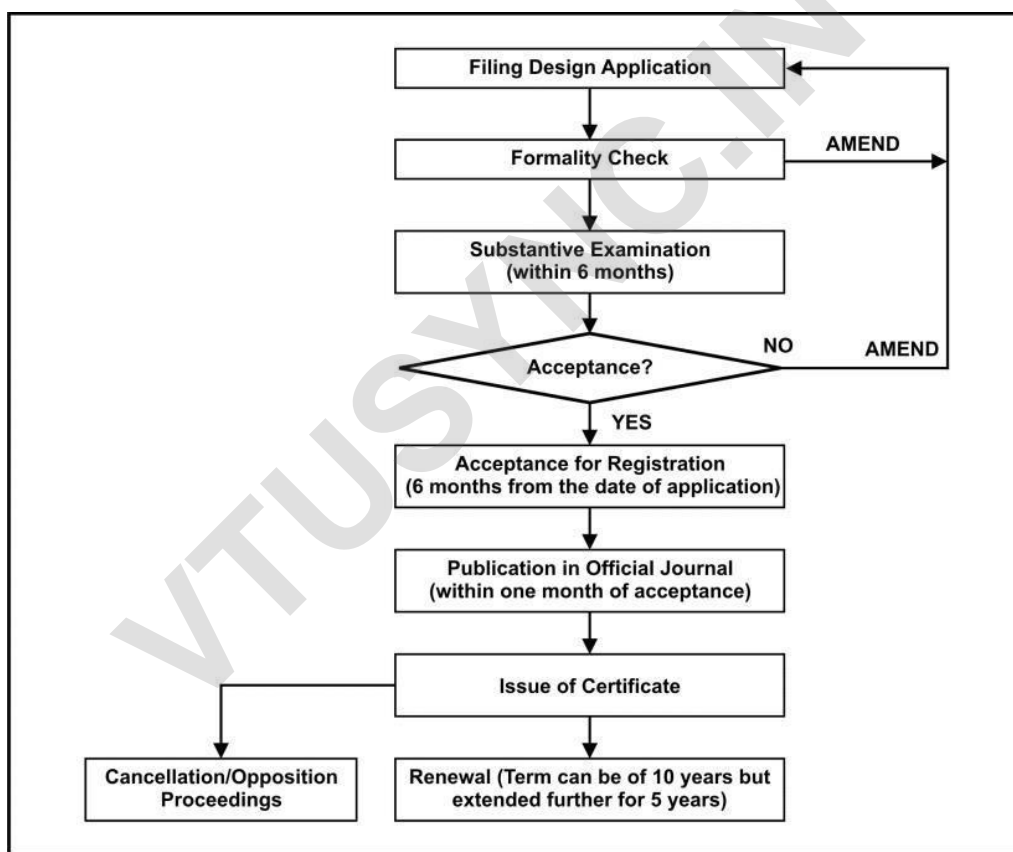 Filing Design Application
Formality Check
AMEND
Substantive Examination
(within 6 months)
Acceptance?
NO
AMEND
YES
Acceptance for Registration
(6 months from the date of application)
Publication in Official Journal
(within one month of acceptance)
Issue of Certificate
Cancellation/Opposition
Proceedings
Renewal (Term can be of 10 years but
extended further for 5 years)
VTUSYNC.IN